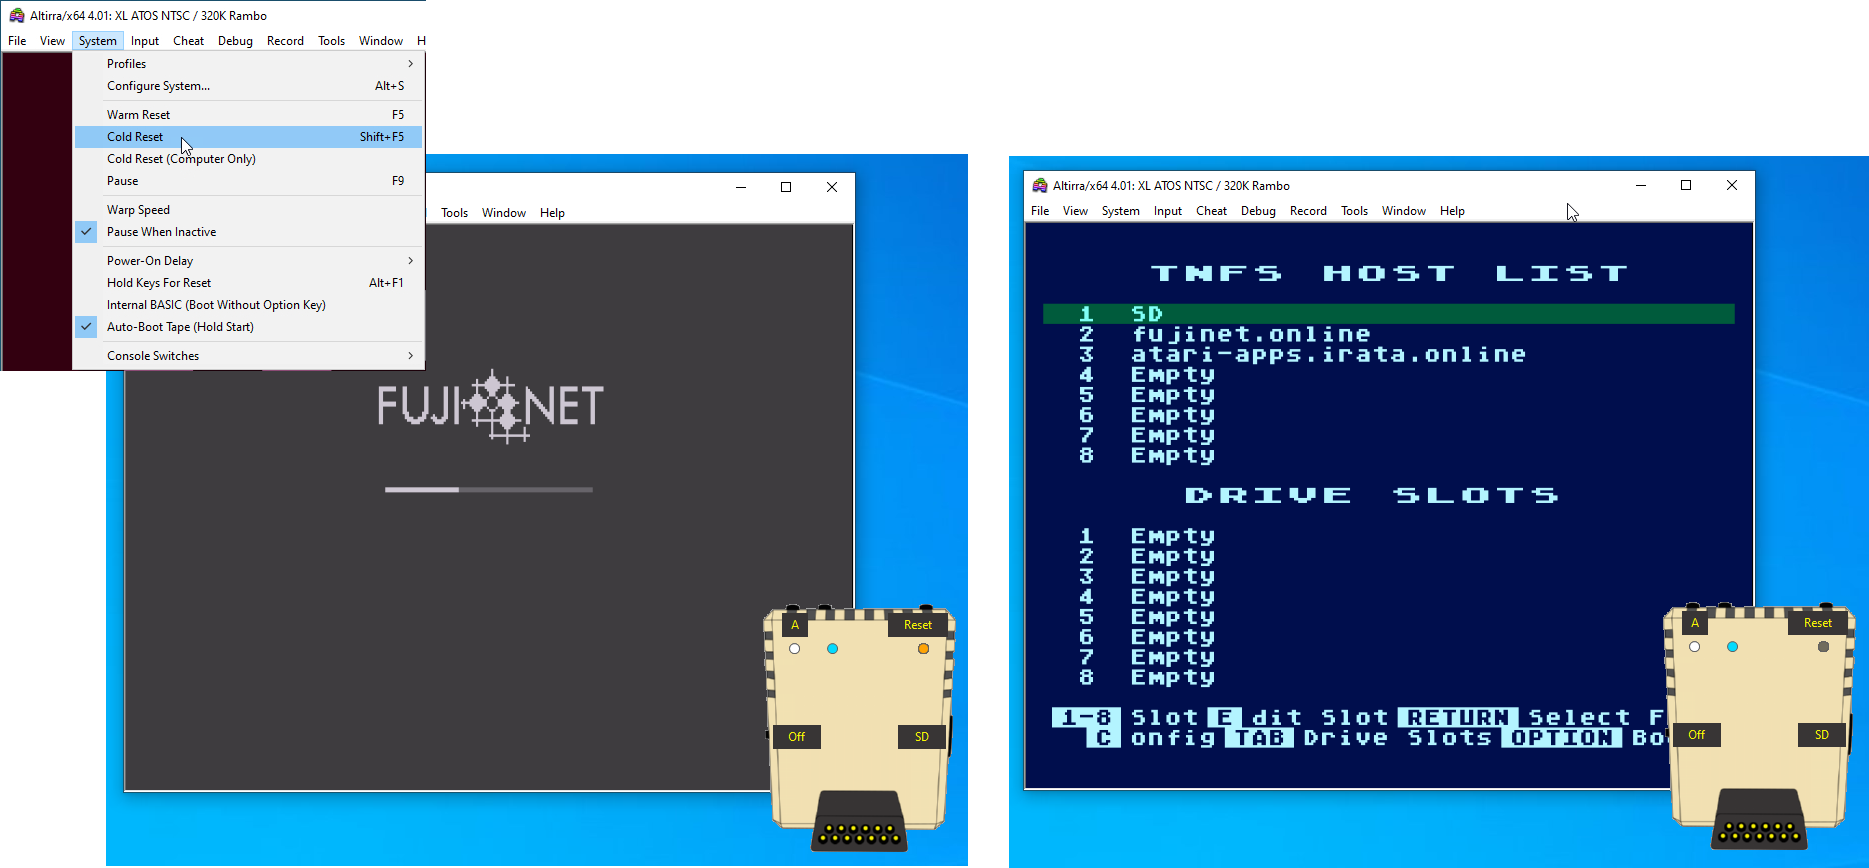 Altirra/x64 4.01: XL ATOS NTSC / 320K Rambo
File View System Input Cheat Debug Record Tools Window H
Profiles
Configure System... Alt+S
Warm Reset F5
Cold Reset Shift+F5
Cold Reset (Computer Only)
Pause F9
Warp Speed
Pause When Inactive
Power-On Delay
Hold Keys For Reset Alt+F1
Internal BASIC (Boot Without Option Key)
Auto-Boot Tape (Hold Start)
Console Switches
Tools Window Help
FUJINET
A Reset
Off SD
Altirra/x64 4.01: XL ATOS NTSC / 320K Rambo
File View System Input Cheat Debug Record Tools Window Help
TNFS HOST LIST
1 SD
2 fujinet.online
3 atari-apps.irata.online
4 Empty
5 Empty
6 Empty
7 Empty
8 Empty
DRIVE SLOTS
1 Empty
2 Empty
3 Empty
4 Empty
5 Empty
6 Empty
7 Empty
8 Empty
1-8 Slot E dit Slot RETURN Select F
C onfig TAB Drive Slots OPTION Bo
A Reset
Off SD